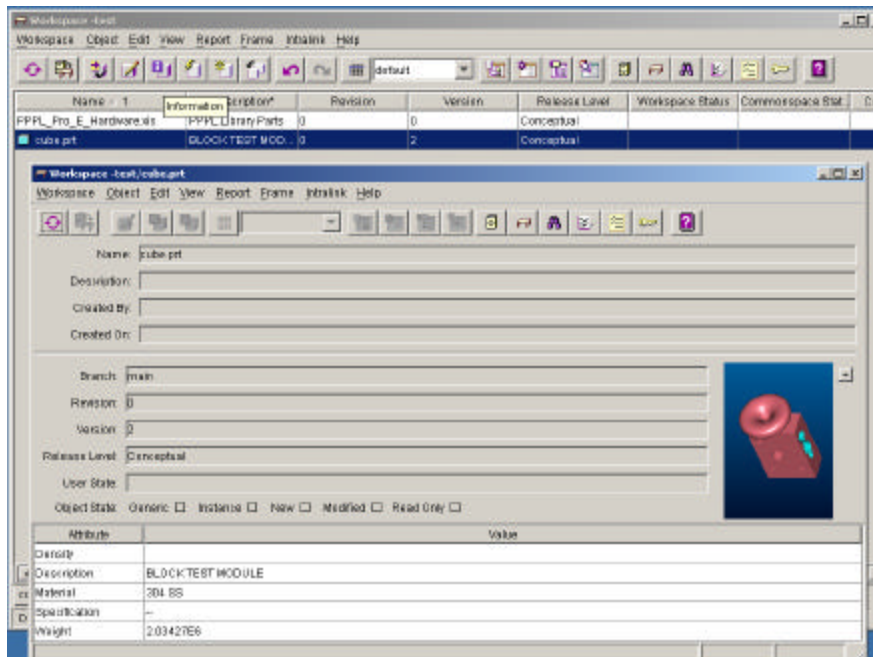 Workspace -test
Workspace Object Edit View Report Frame Intralink Help
default
Name - 1 Information scription* Revision Version Release Level Workspace Status Commonspace Stat.
PPPL_Pro_E_Hardware.xls PPPL Library Parts 0 0 Conceptual
cube.prt BLOCK TEST MOD... 0 2 Conceptual
Workspace -test/cube.prt
Workspace Object Edit View Report Frame Intralink Help
Name: cube.prt
Description:
Created By:
Created On:
Branch: main
Revision: 0
Version: 2
Release Level: Conceptual
User State:
Object State: Generic Instance New Modified Read Only
Attribute Value
Density
Description BLOCK TEST MODULE
Material 304 SS
Specification --
Weight 2.03427E6